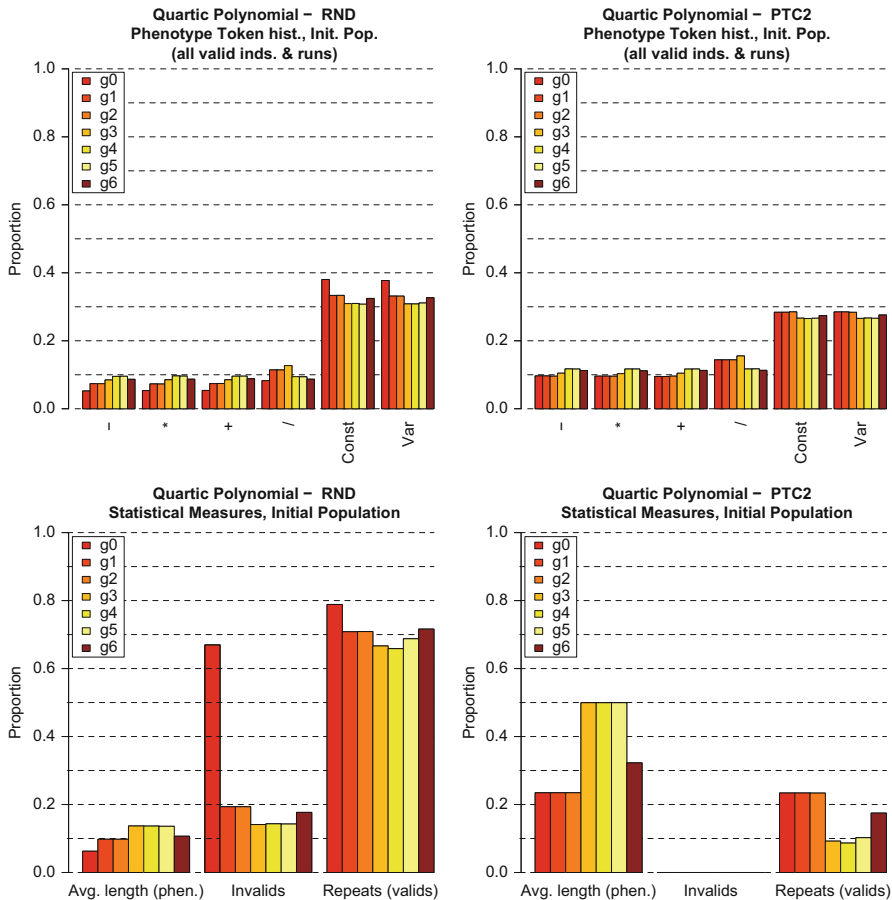 Quartic Polynomial − RND
Phenotype Token hist., Init. Pop.
(all valid inds. & runs)
Proportion
1.0
0.8
0.6
0.4
0.2
0.0
g0
g1
g2
g3
g4
g5
g6
−
*
+
/
Const
Var
Quartic Polynomial − PTC2
Phenotype Token hist., Init. Pop.
(all valid inds. & runs)
Proportion
1.0
0.8
0.6
0.4
0.2
0.0
g0
g1
g2
g3
g4
g5
g6
−
*
+
/
Const
Var
Quartic Polynomial − RND
Statistical Measures, Initial Population
Proportion
1.0
0.8
0.6
0.4
0.2
0.0
g0
g1
g2
g3
g4
g5
g6
Avg. length (phen.)
Invalids
Repeats (valids)
Quartic Polynomial − PTC2
Statistical Measures, Initial Population
Proportion
1.0
0.8
0.6
0.4
0.2
0.0
g0
g1
g2
g3
g4
g5
g6
Avg. length (phen.)
Invalids
Repeats (valids)